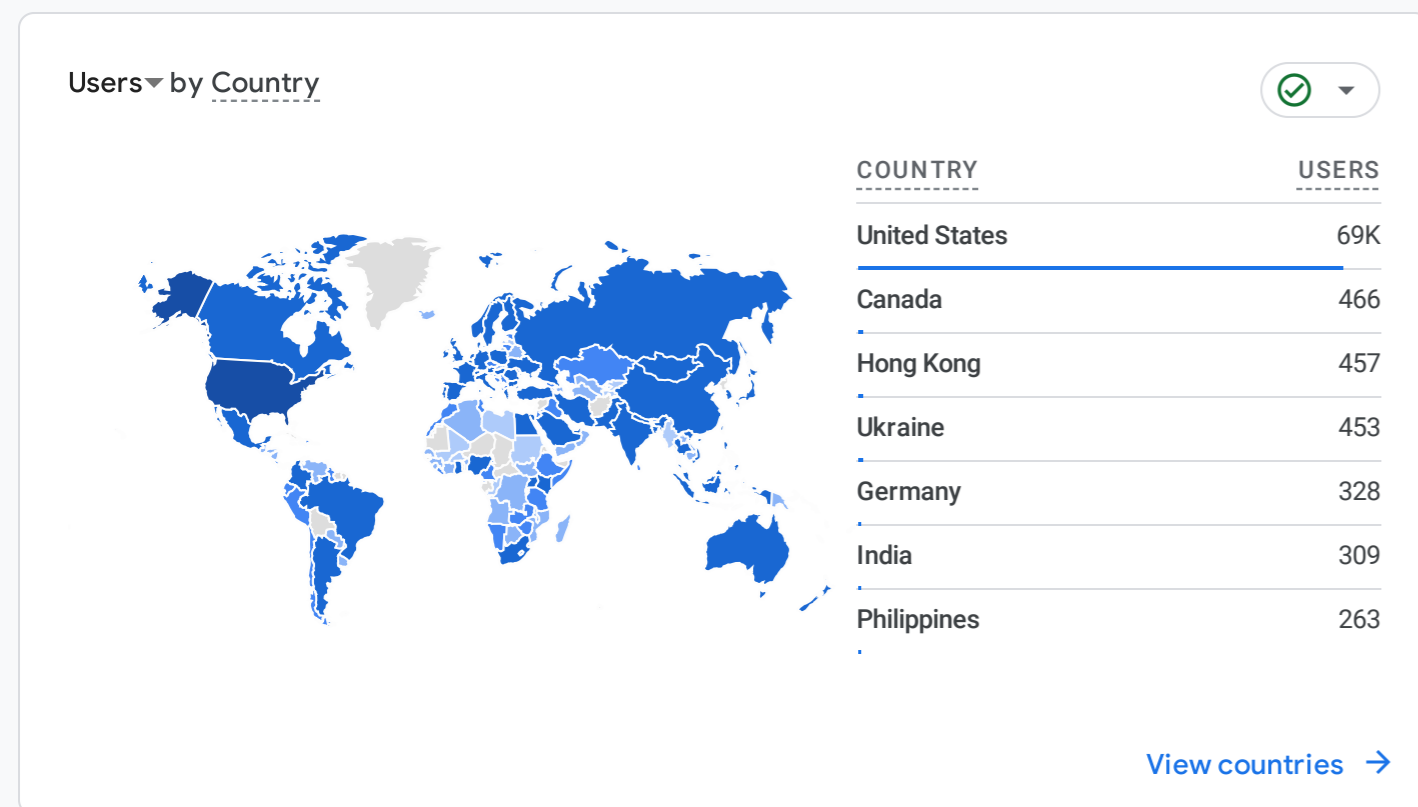 Users by Country
COUNTRY USERS
United States 69K
Canada 466
Hong Kong 457
Ukraine 453
Germany 328
India 309
Philippines 263
View countries